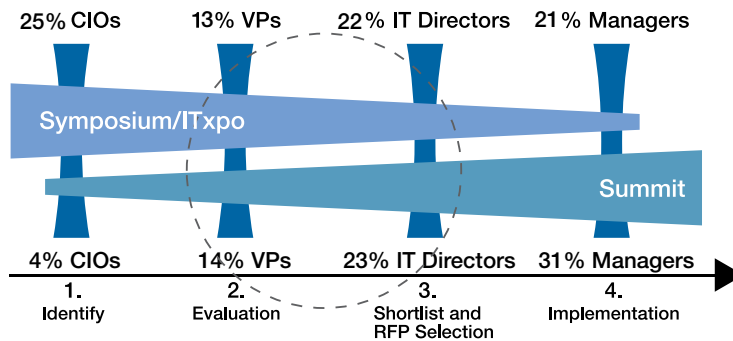 25% CIOs 13% VPs 22% IT Directors 21% Managers
Symposium/ITxpo
Summit
4% CIOs 14% VPs 23% IT Directors 31% Managers
1. 2. 3. 4.
Identify Evaluation Shortlist and Implementation
RFP Selection